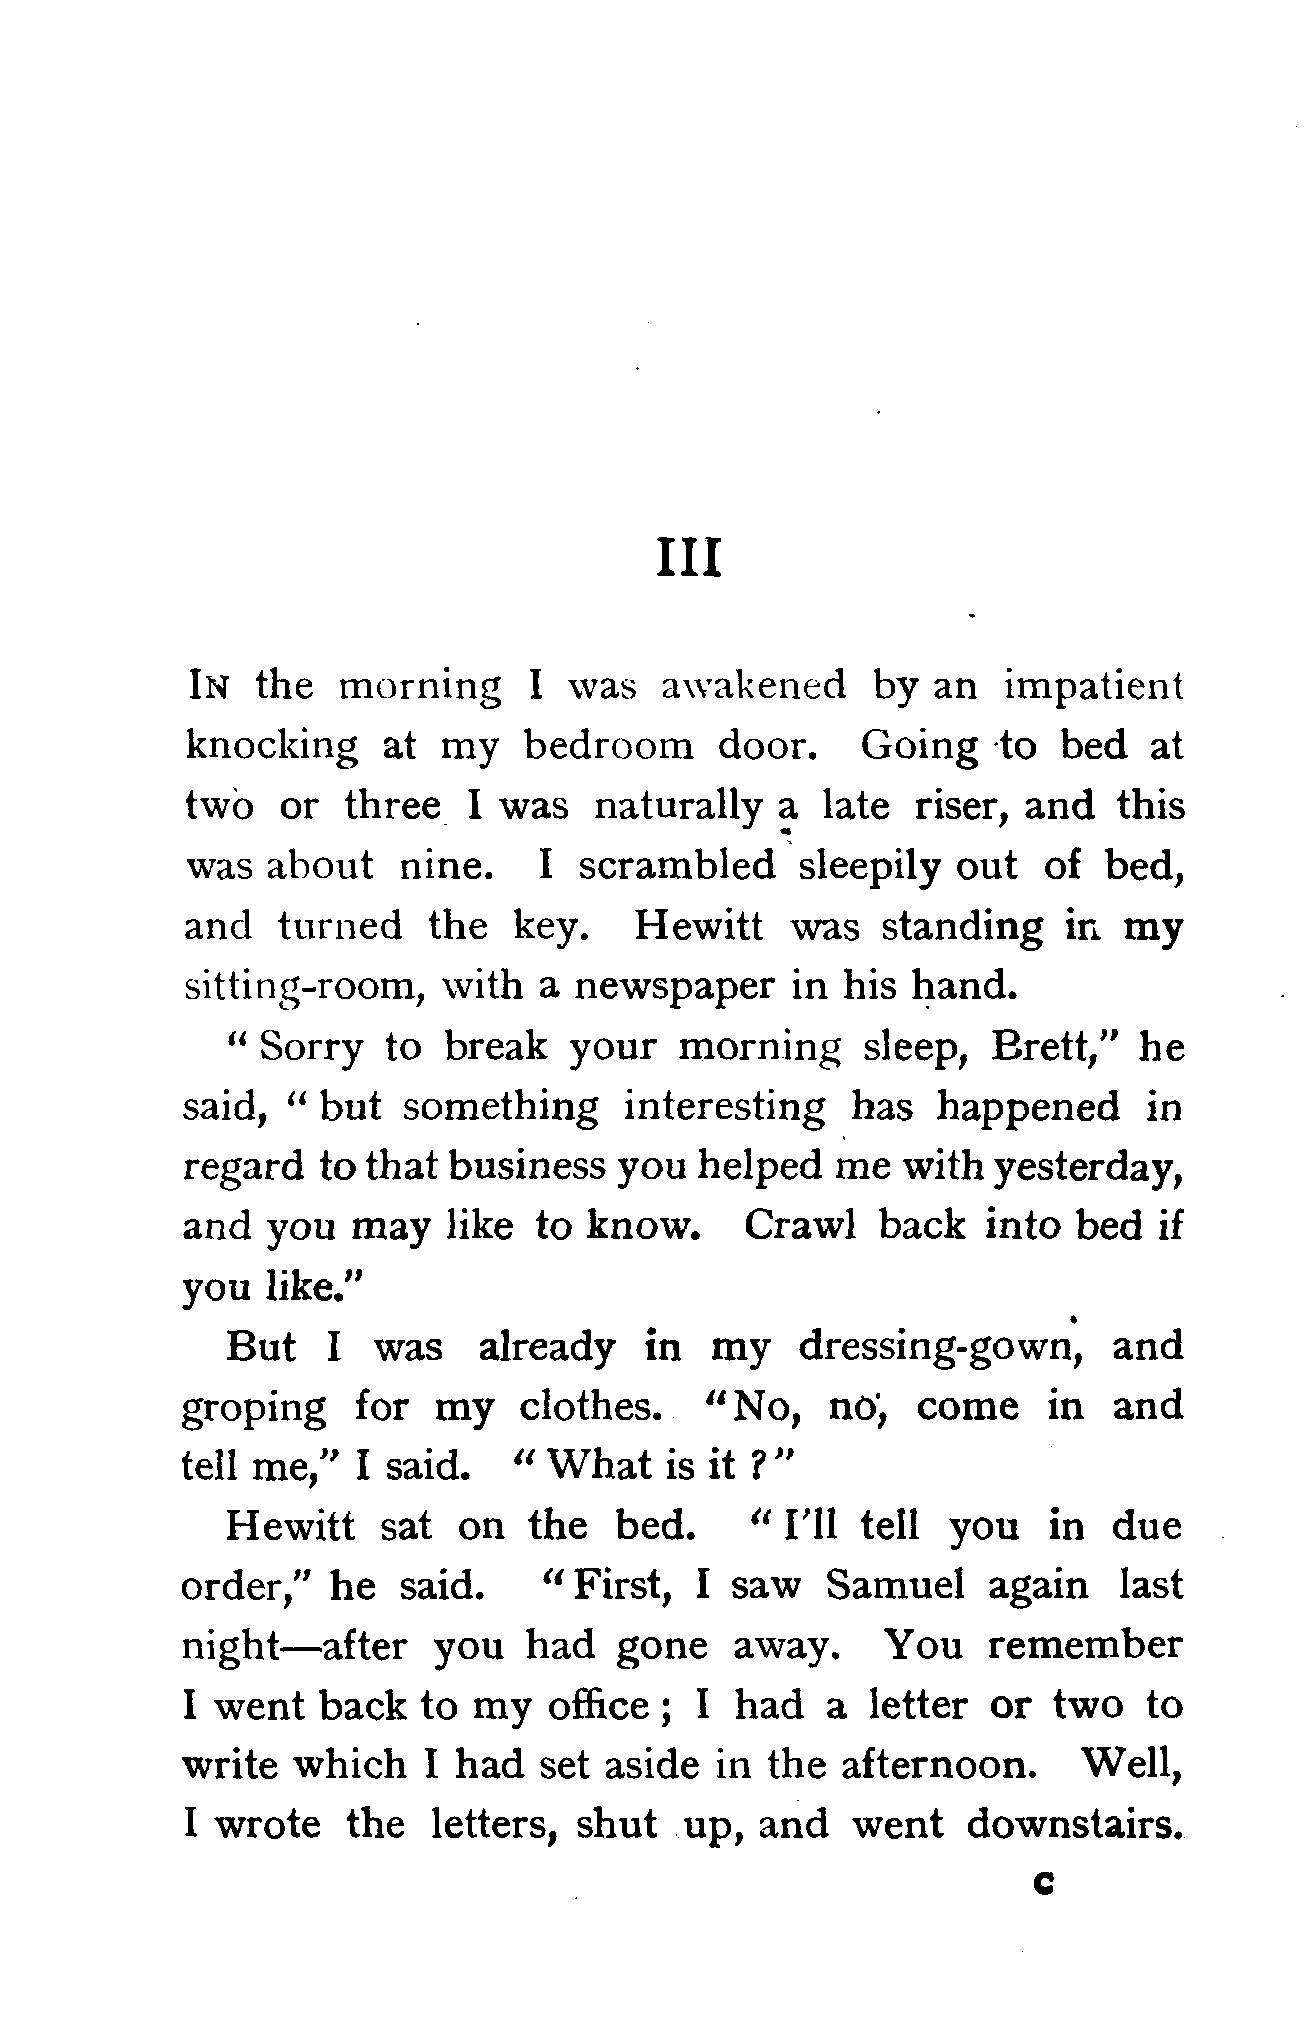 III
IN the morning I was awakened by an impatient
knocking at my bedroom door. Going to bed at
two or three I was naturally a late riser, and this
was about nine. I scrambled sleepily out of bed,
and turned the key. Hewitt was standing in my
sitting-room, with a newspaper in his hand.
“ Sorry to break your morning sleep, Brett,” he
said, “ but something interesting has happened in
regard to that business you helped me with yesterday,
and you may like to know. Crawl back into bed if
you like.”
But I was already in my dressing-gown, and
groping for my clothes. “No, no, come in and
tell me,” I said. “ What is it ?”
Hewitt sat on the bed. “ I’ll tell you in due
order,” he said. “ First, I saw Samuel again last
night—after you had gone away. You remember
I went back to my office ; I had a letter or two to
write which I had set aside in the afternoon. Well,
I wrote the letters, shut up, and went downstairs.
C